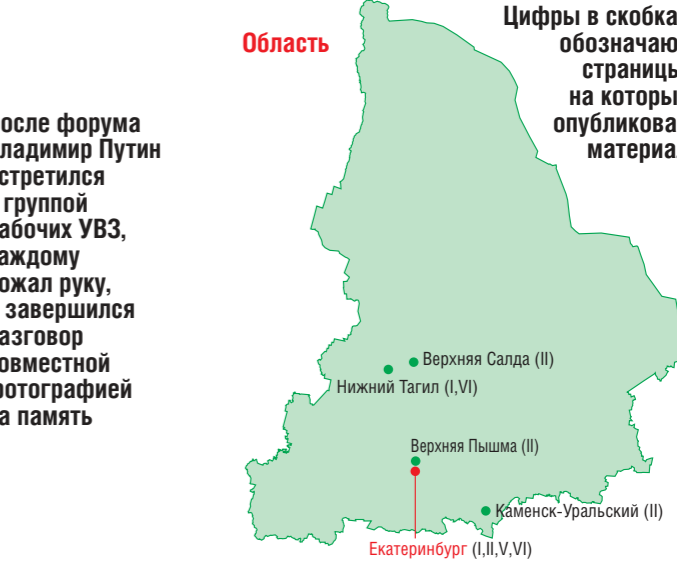 Область
Цифры в скобка
обозначаю
страницы
на которы
опубликова
материа
осле форума
ладимир Путин
стретился
группой
абочих УВЗ,
аждому
ожал руку,
завершился
азговор
овместной
фотографией
а память
Верхняя Салда (II)
Нижний Тагил (I,VI)
Верхняя Пышма (II)
Каменск-Уральский (II)
Екатеринбург (I,II,V,VI)